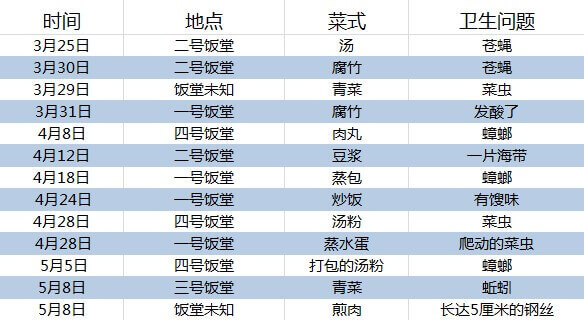 时间 地点 菜式 卫生问题
3月25日 二号饭堂 汤 苍蝇
3月30日 二号饭堂 腐竹 苍蝇
3月29日 饭堂未知 青菜 菜虫
3月31日 一号饭堂 腐竹 发酸了
4月8日 四号饭堂 肉丸 蟑螂
4月12日 二号饭堂 豆浆 一片海带
4月18日 一号饭堂 蒸包 蟑螂
4月24日 一号饭堂 炒饭 有馊味
4月28日 四号饭堂 汤粉 菜虫
4月28日 一号饭堂 蒸水蛋 爬动的菜虫
5月5日 四号饭堂 打包的汤粉 蟑螂
5月8日 三号饭堂 青菜 蚯蚓
5月8日 饭堂未知 煎肉 长达5厘米的钢丝